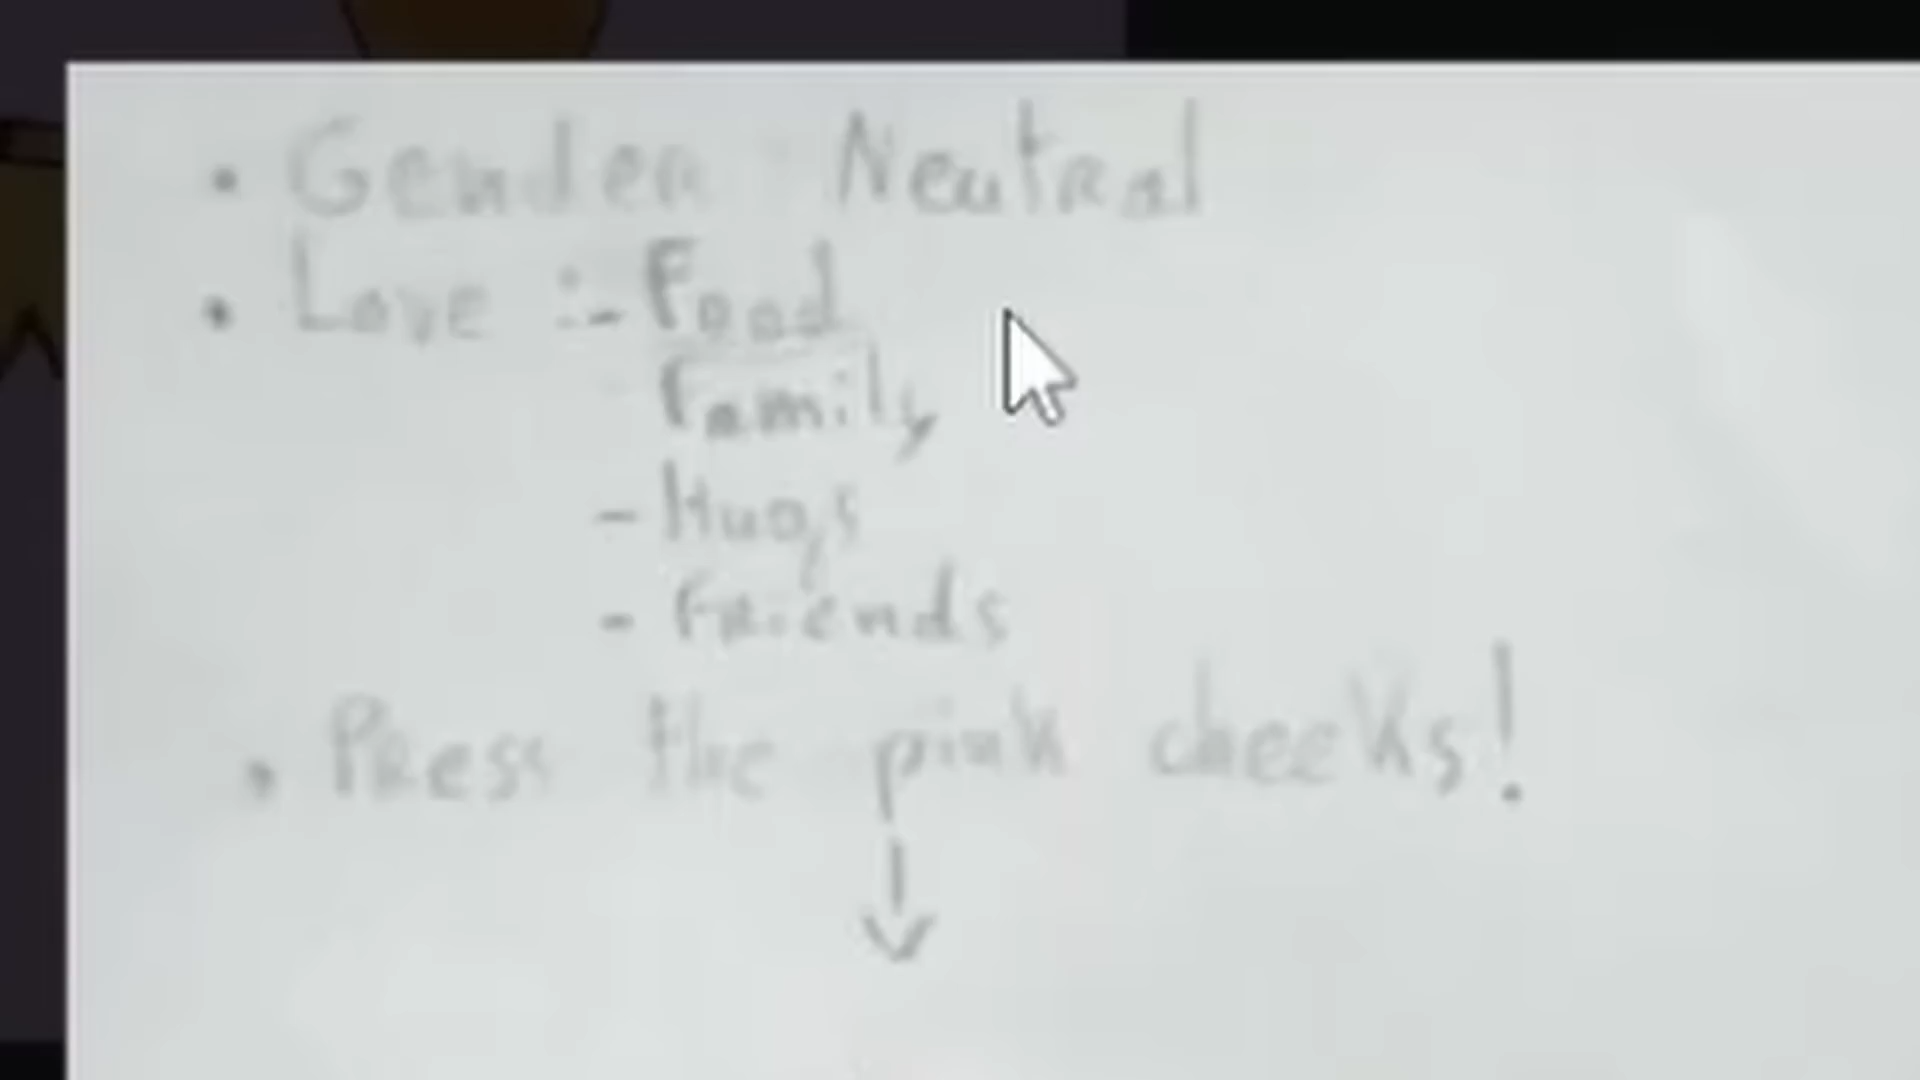 • Gender Neutral
• Love :- Food
Family
- Hugs
- Friends
• Press the pink cheeks!